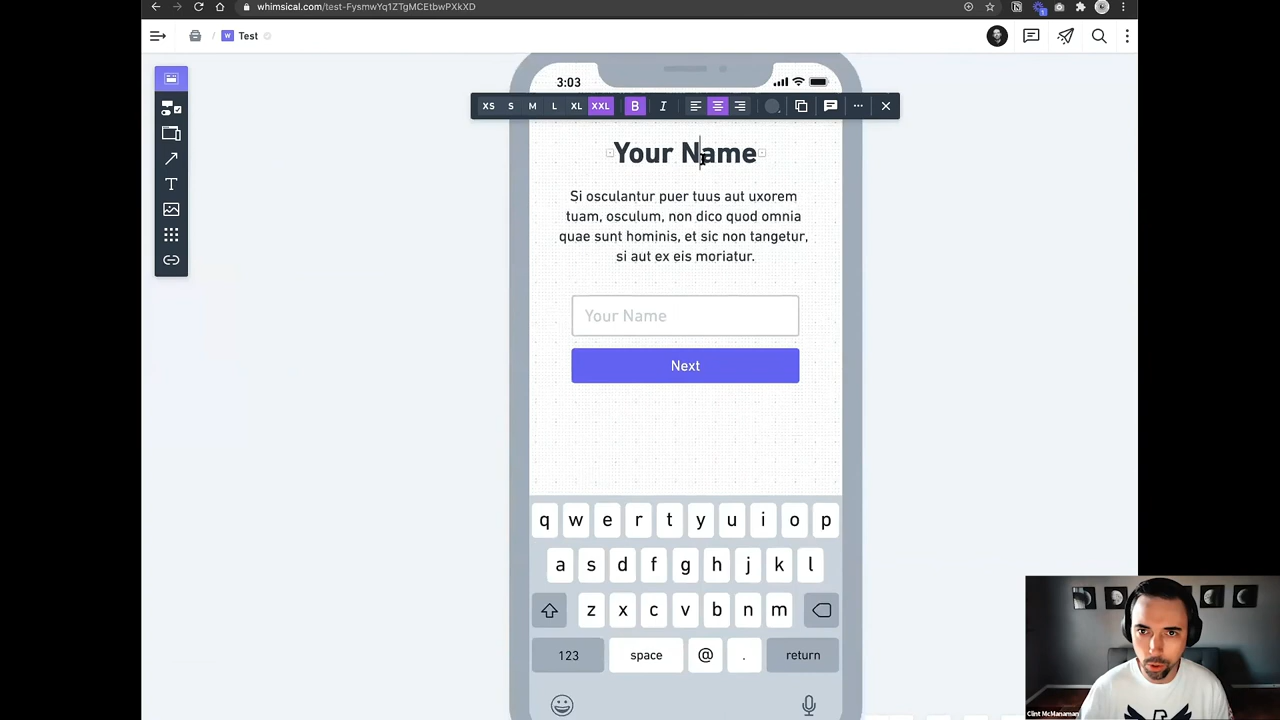 whimsical.com/test-FysmwYq1ZTgMCEtbwPXkXD
/ W Test
3:03
XS S M L XL XXL B I
Your Name
Si osculantur puer tuus aut uxorem
tuam, osculum, non dico quod omnia
quae sunt hominis, et sic non tangetur,
si aut ex eis moriatur.
Your Name
Next
q w e r t y u i o p
a s d f g h j k l
z x c v b n m
123 space @ . return
Clint McManaman